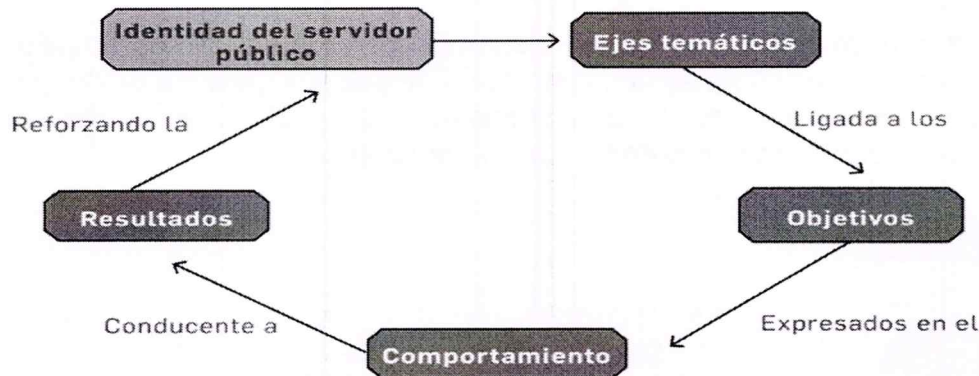 Identidad del servidor
público
Ejes temáticos
Ligada a los
Objetivos
Expresados en el
Comportamiento
Conducente a
Resultados
Reforzando la